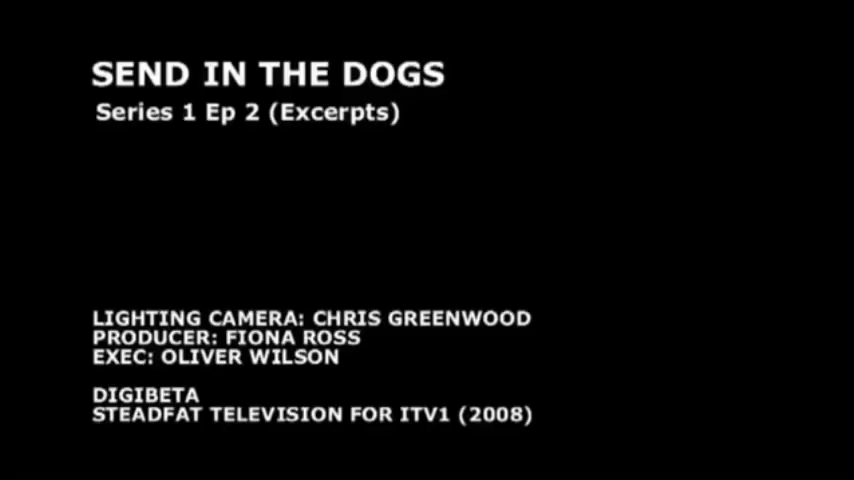 SEND IN THE DOGS
Series 1 Ep 2 (Excerpts)
LIGHTING CAMERA: CHRIS GREENWOOD
PRODUCER: FIONA ROSS
EXEC: OLIVER WILSON
DIGIBETA
STEADFAT TELEVISION FOR ITV1 (2008)